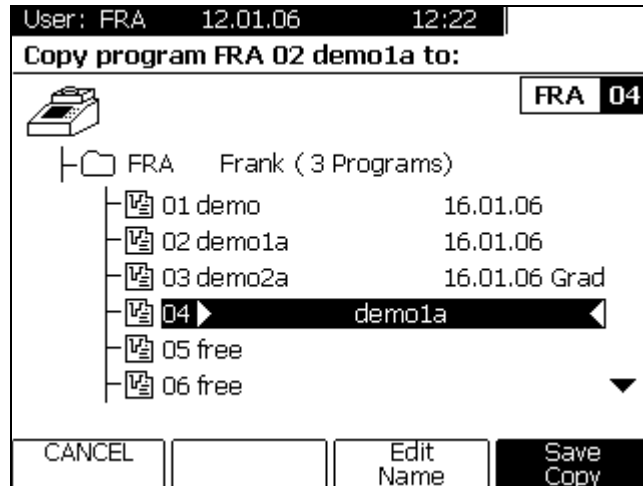 User: FRA 12.01.06 12:22
Copy program FRA 02 demo1a to:
FRA 04
FRA Frank ( 3 Programs)
01 demo 16.01.06
02 demo1a 16.01.06
03 demo2a 16.01.06 Grad
04 demo1a
05 free
06 free
CANCEL Edit Name Save Copy